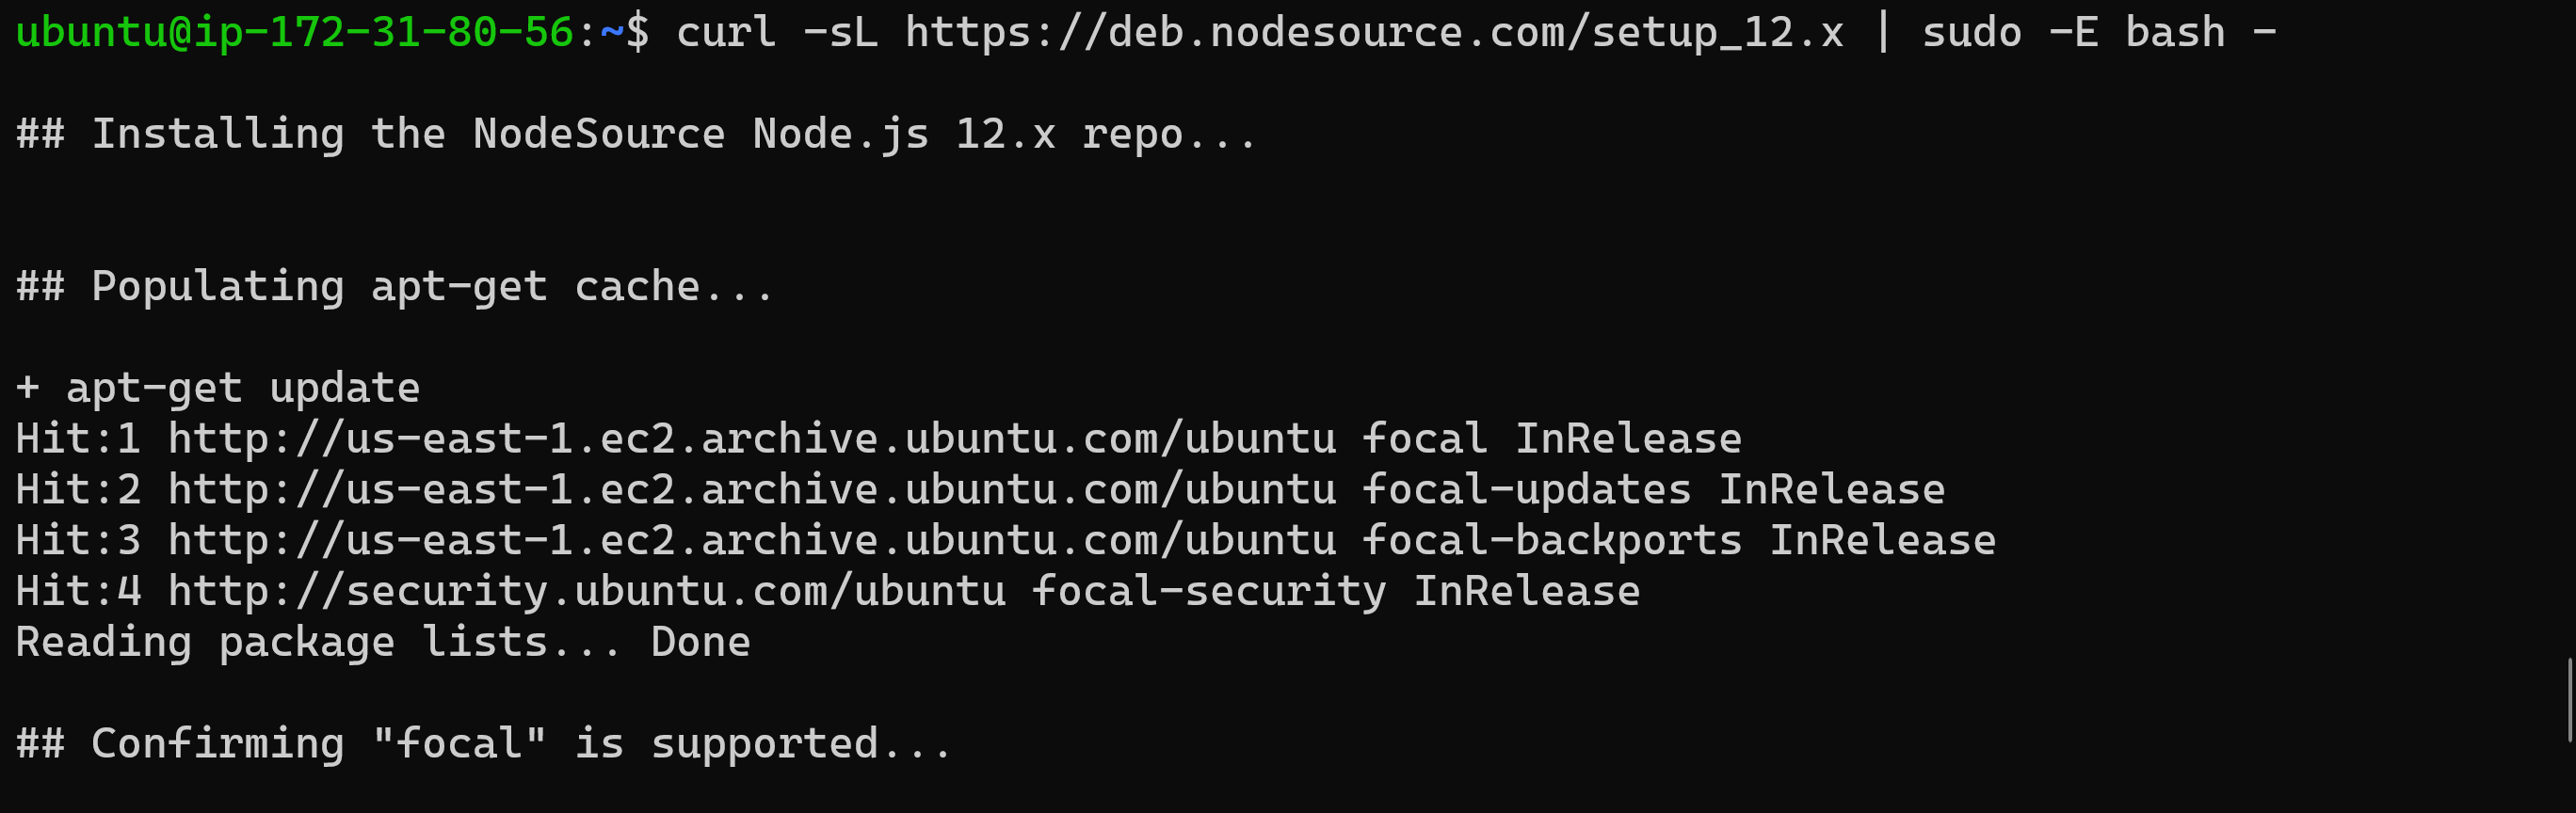 ubuntu@ip-172-31-80-56:~$ curl -sL https://deb.nodesource.com/setup_12.x | sudo -E bash -
## Installing the NodeSource Node.js 12.x repo...
## Populating apt-get cache...
+ apt-get update
Hit:1 http://us-east-1.ec2.archive.ubuntu.com/ubuntu focal InRelease
Hit:2 http://us-east-1.ec2.archive.ubuntu.com/ubuntu focal-updates InRelease
Hit:3 http://us-east-1.ec2.archive.ubuntu.com/ubuntu focal-backports InRelease
Hit:4 http://security.ubuntu.com/ubuntu focal-security InRelease
Reading package lists... Done
## Confirming "focal" is supported...